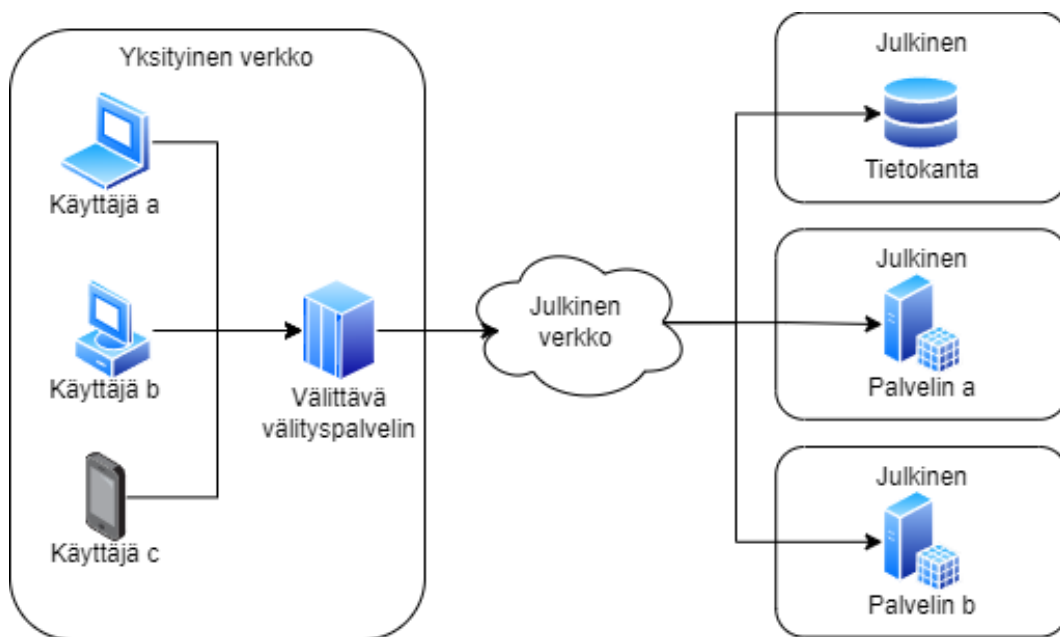 Yksityinen verkko
Käyttäjä a
Käyttäjä b
Käyttäjä c
Välittävä
välityspalvelin
Julkinen
verkko
Julkinen
Tietokanta
Julkinen
Palvelin a
Julkinen
Palvelin b